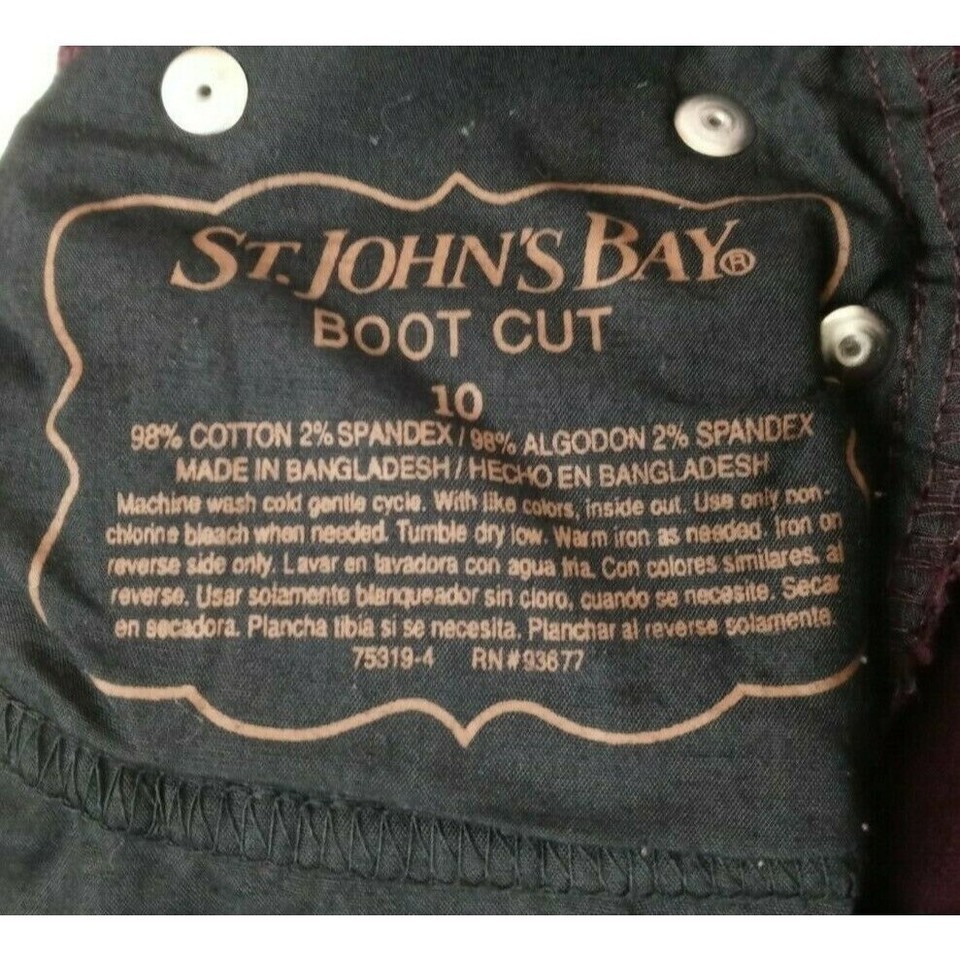 ST. JOHN'S BAY®
BOOT CUT
10
98% COTTON 2% SPANDEX / 98% ALGODON 2% SPANDEX
MADE IN BANGLADESH / HECHO EN BANGLADESH
Machine wash cold gentle cycle. With like colors, inside out. Use only non-
chlorine bleach when needed. Tumble dry low. Warm iron as needed. Iron on
reverse side only. Lavar en lavadora con agua fria. Con colores similares, al
reverse. Usar solamente blanqueador sin cloro, cuando se necesite. Secar
en secadora. Plancha tibia si se necesita. Planchar al reverse solamente.
75319-4 RN#93677